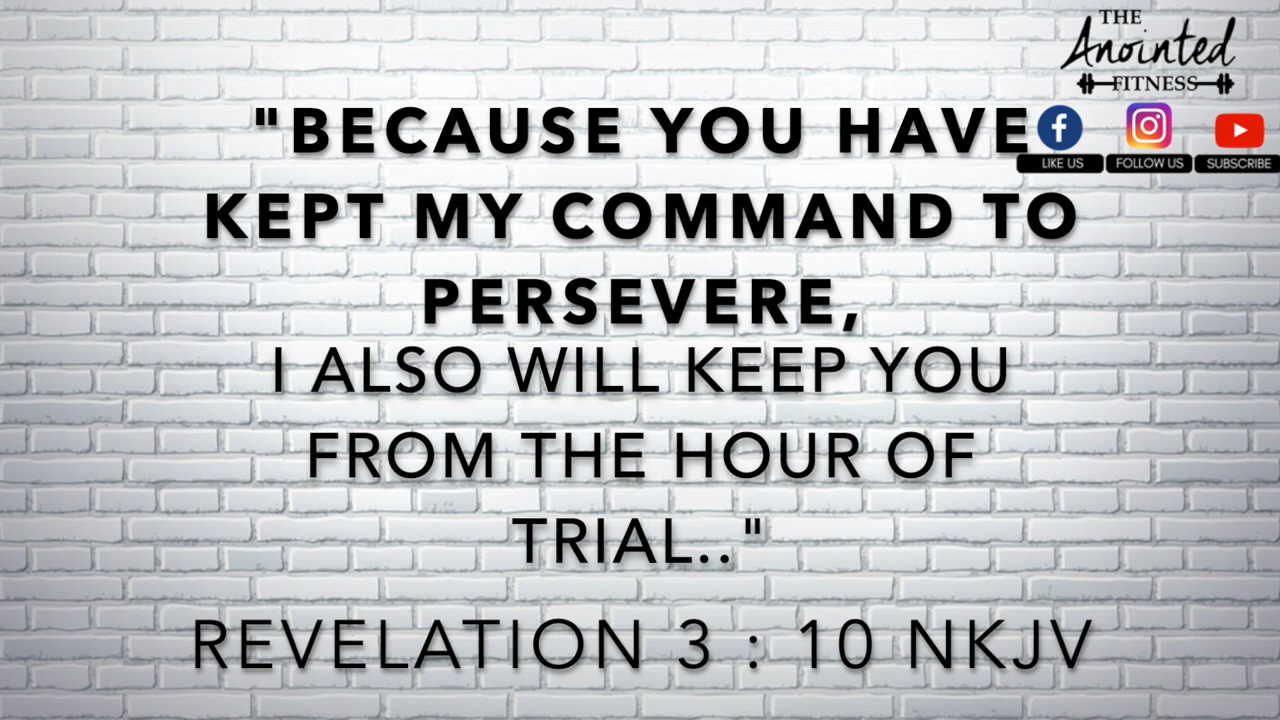 THE
Anointed
FITNESS
LIKE US
FOLLOW US
SUBSCRIBE
"BECAUSE YOU HAVE
KEPT MY COMMAND TO
PERSEVERE,
I ALSO WILL KEEP YOU
FROM THE HOUR OF
TRIAL.."
REVELATION 3 : 10 NKJV